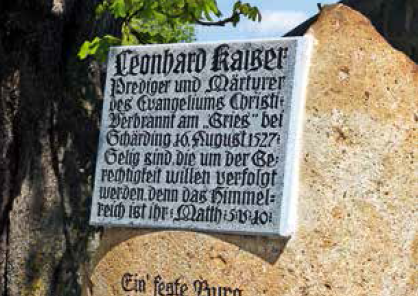 Leonhard Kaiser
Prediger und Märtyrer
des Evangeliums Christi·
Verbrannt am „Gries" bei
Schärding 16. August 1527·
Selig sind, die um der Ge-
rechtigkeit willen verfolgt
werden, denn das Himmel-
reich ist ihr· Matth·5·v·10·
Ein' feste Burg